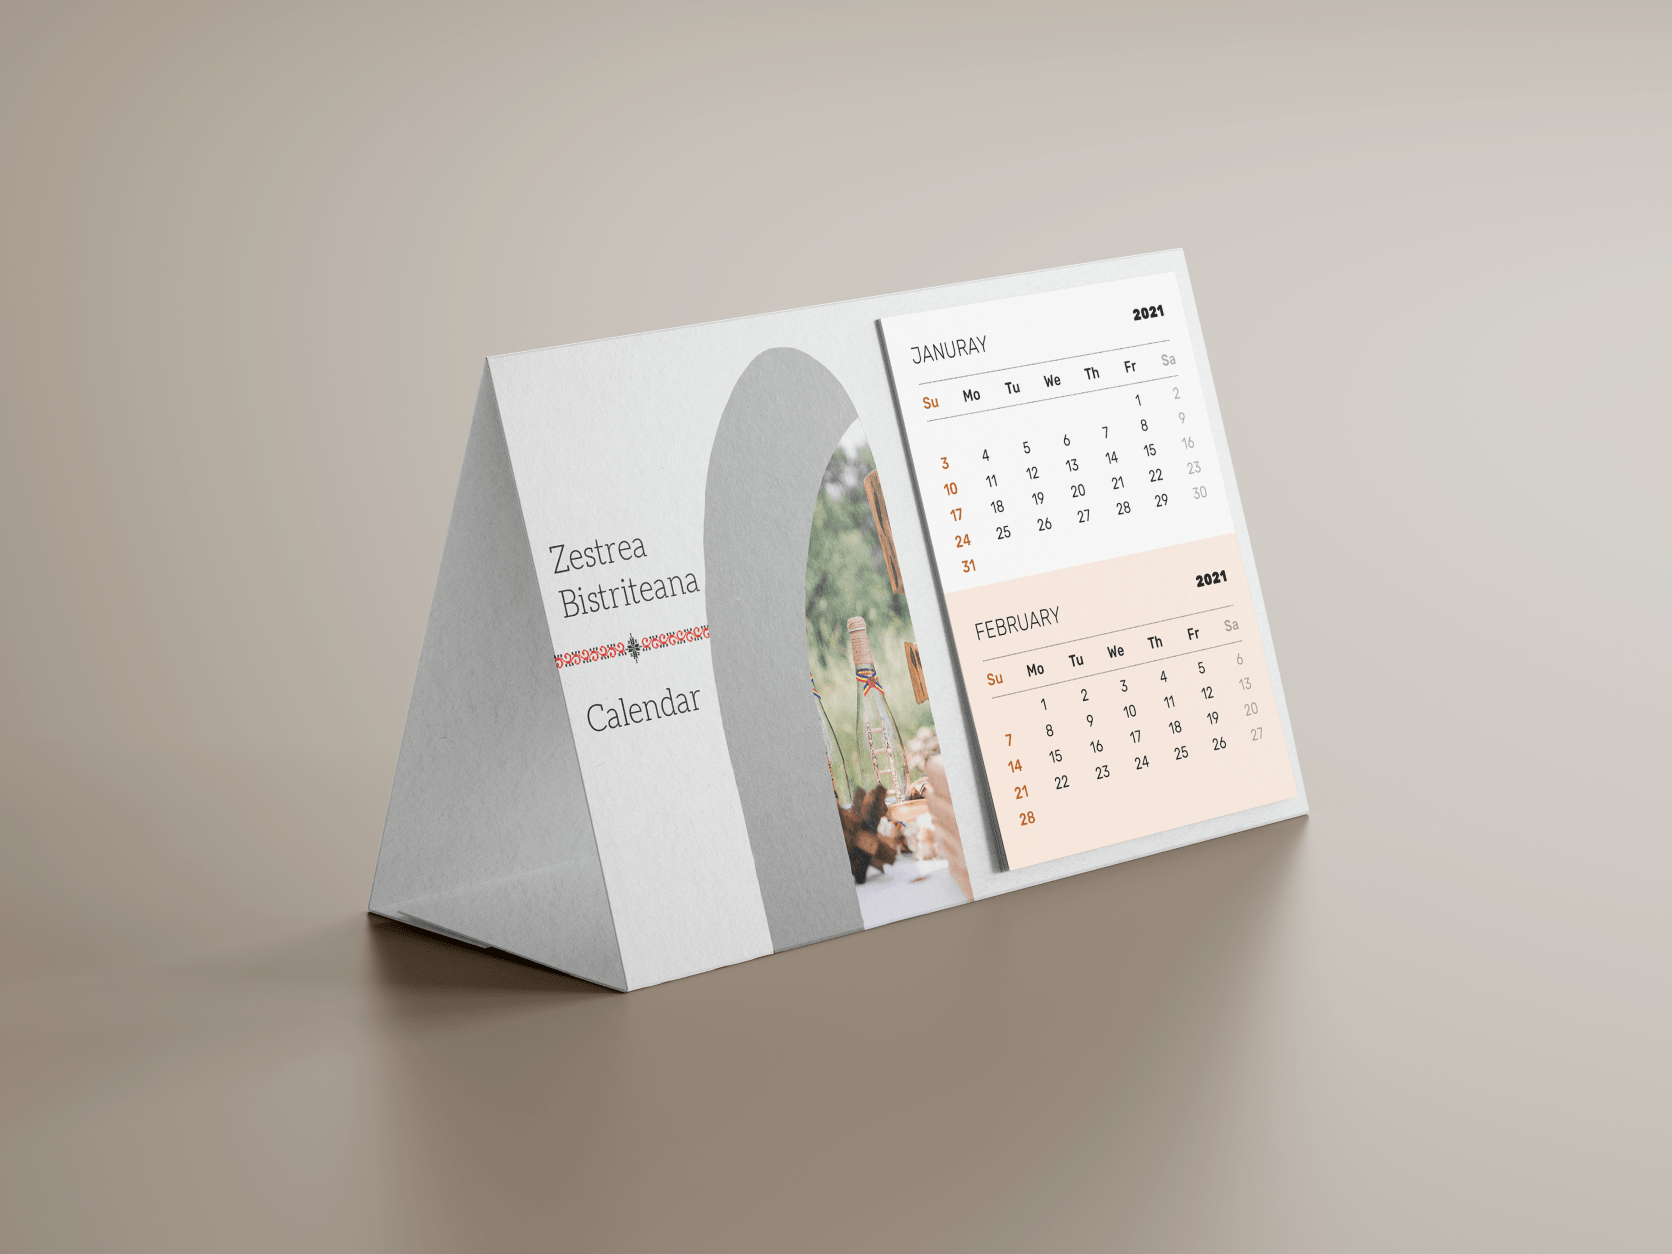 Zestrea
Bistriteana
Calendar
JANURAY
2021
Su Mo Tu We Th Fr Sa
1 2
3 4 5 6 7 8 9
10 11 12 13 14 15 16
17 18 19 20 21 22 23
24 25 26 27 28 29 30
31
FEBRUARY
2021
Su Mo Tu We Th Fr Sa
1 2 3 4 5 6
7 8 9 10 11 12 13
14 15 16 17 18 19 20
21 22 23 24 25 26 27
28